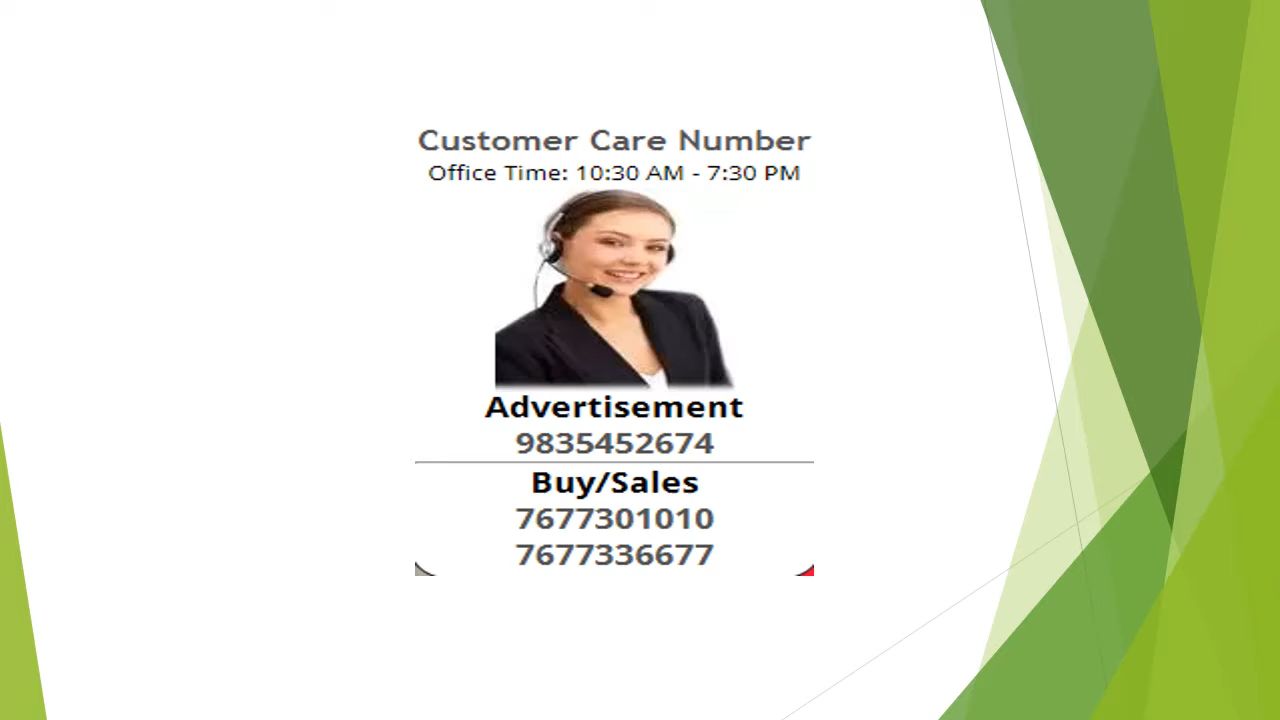 Customer Care Number
Office Time: 10:30 AM - 7:30 PM
Advertisement
9835452674
Buy/Sales
7677301010
7677336677